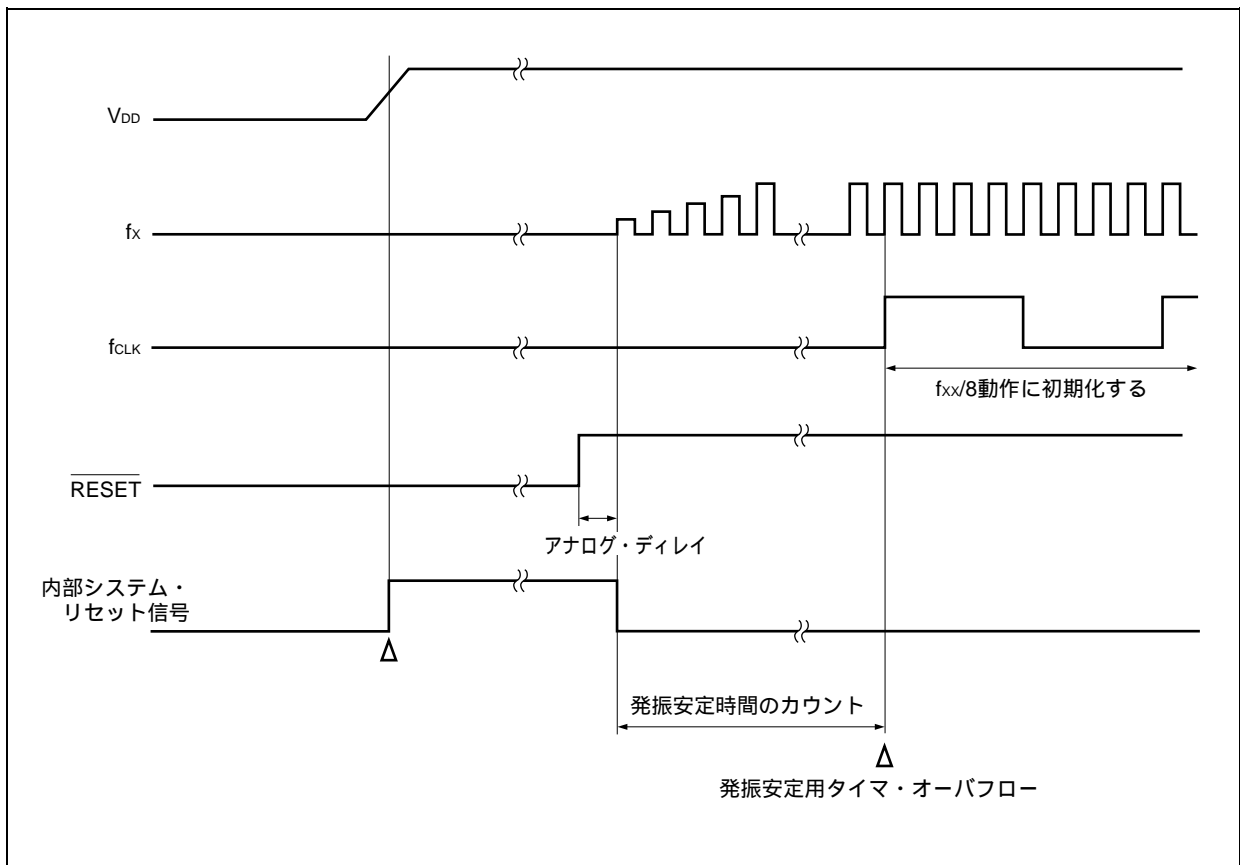 VDD
fX
fCLK
fXX/8動作に初期化する
RESET
アナログ・ディレイ
内部システム・
リセット信号
発振安定時間のカウント
発振安定用タイマ・オーバフロー